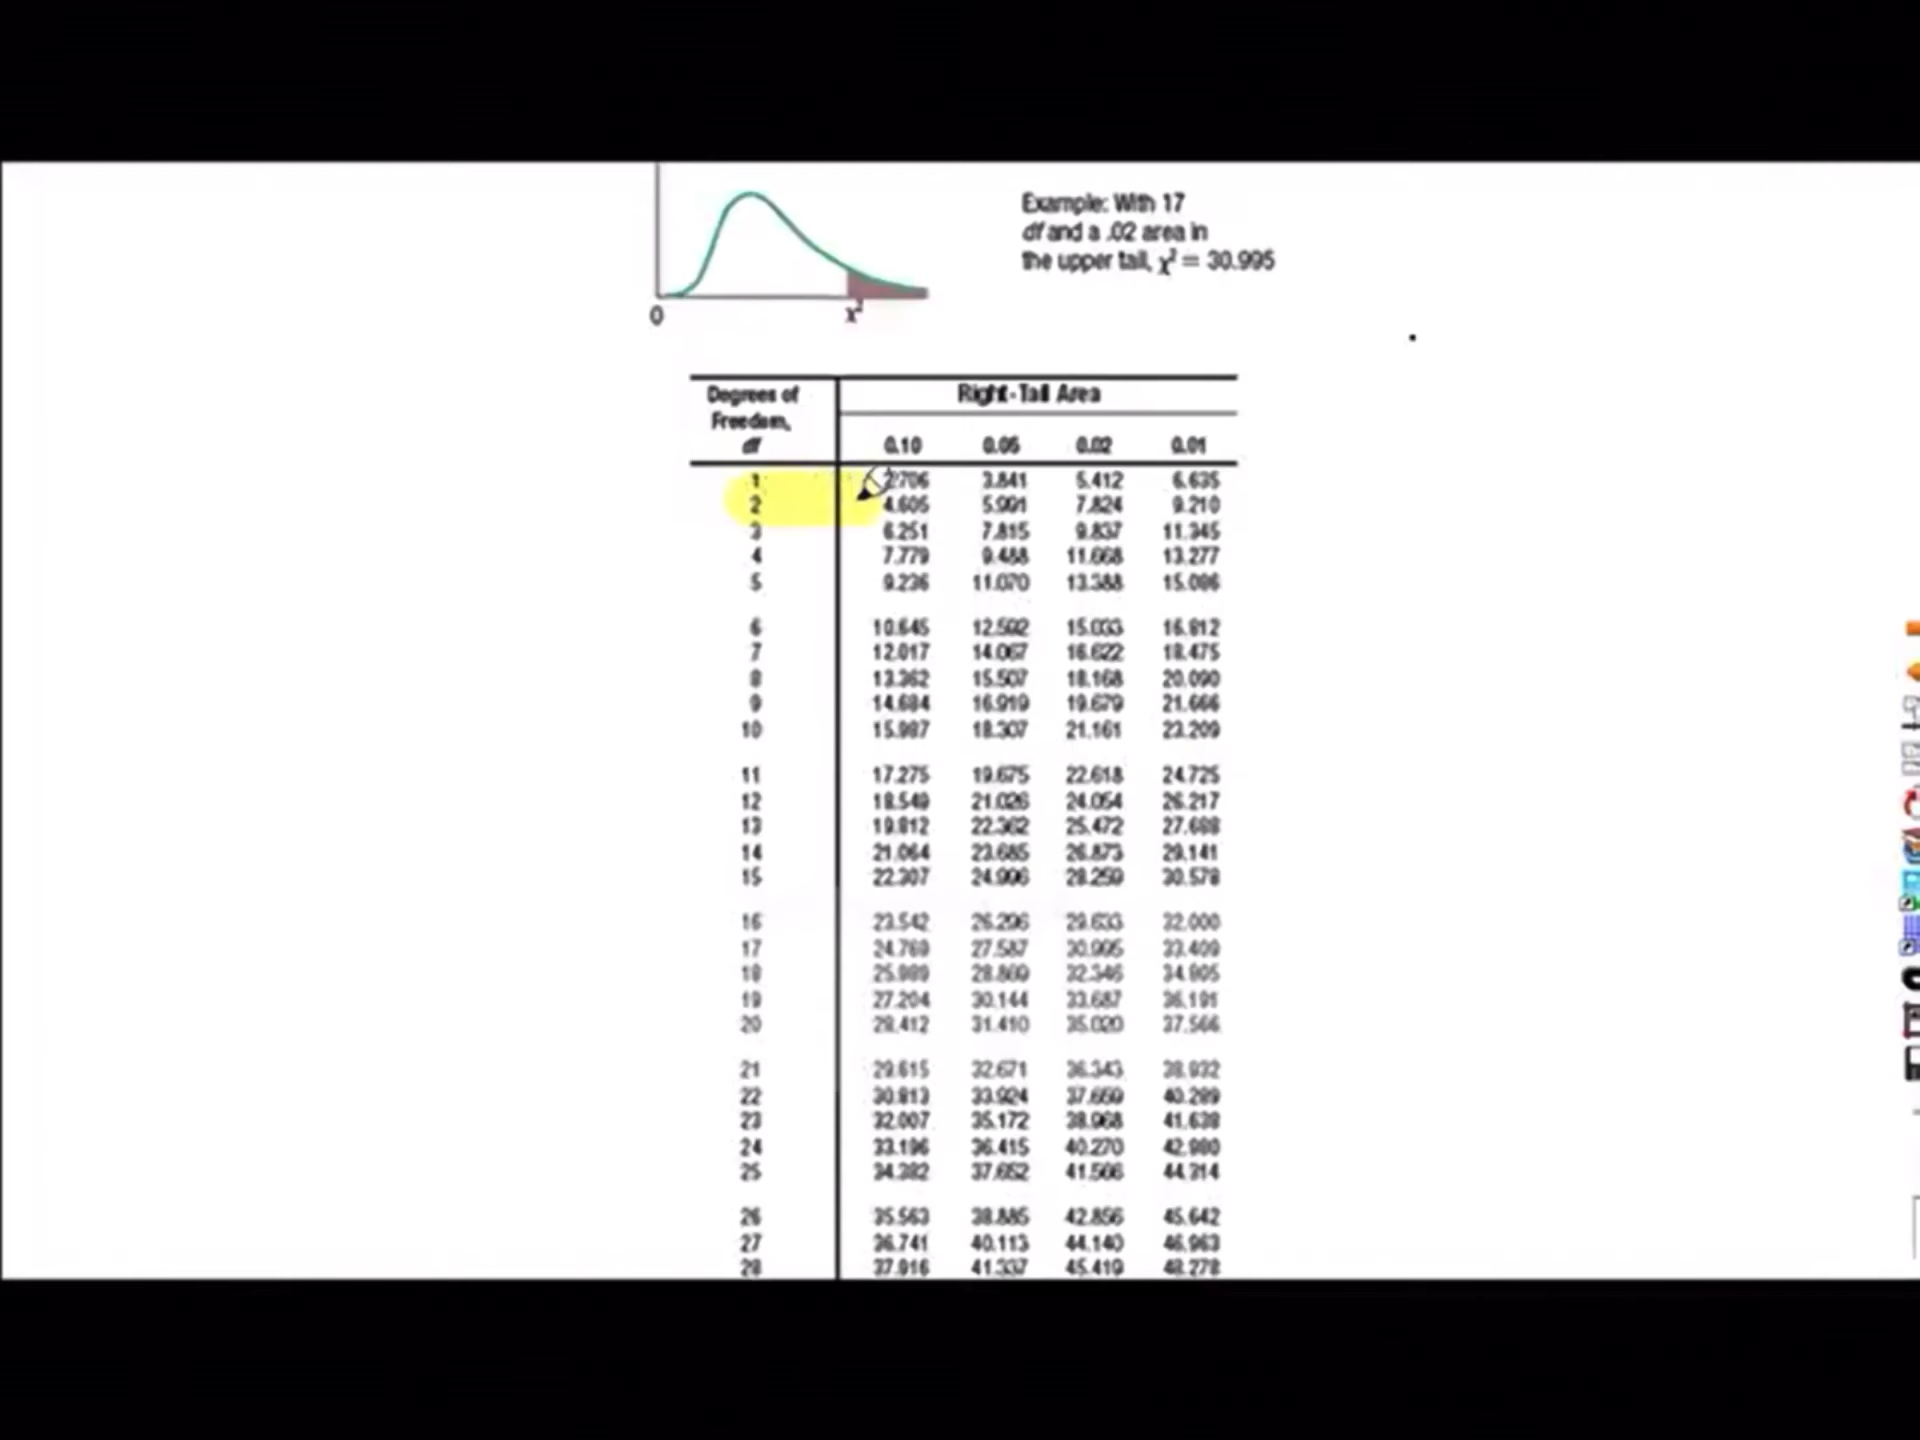 Example: With 17
df and a .02 area in
the upper tail, χ² = 30.995
0
χ²
Degrees of
Freedom,
df
Right-Tail Area
0.10 0.05 0.02 0.01
1 2.706 3.841 5.412 6.635
2 4.605 5.991 7.824 9.210
3 6.251 7.815 9.837 11.345
4 7.779 9.488 11.668 13.277
5 9.236 11.070 13.388 15.086
6 10.645 12.592 15.033 16.812
7 12.017 14.067 16.622 18.475
8 13.362 15.507 18.168 20.090
9 14.684 16.919 19.679 21.666
10 15.987 18.307 21.161 23.209
11 17.275 19.675 22.618 24.725
12 18.549 21.026 24.054 26.217
13 19.812 22.362 25.472 27.688
14 21.064 23.685 26.873 29.141
15 22.307 24.996 28.259 30.578
16 23.542 26.296 29.633 32.000
17 24.769 27.587 30.995 33.409
18 25.989 28.869 32.346 34.805
19 27.204 30.144 33.687 36.191
20 28.412 31.410 35.020 37.566
21 29.615 32.671 36.343 38.932
22 30.813 33.924 37.659 40.289
23 32.007 35.172 38.968 41.638
24 33.196 36.415 40.270 42.980
25 34.382 37.652 41.566 44.314
26 35.563 38.885 42.856 45.642
27 36.741 40.113 44.140 46.963
28 37.916 41.337 45.419 48.278